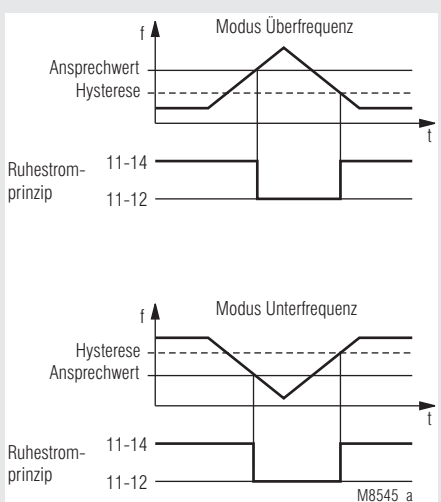 Modus Überfrequenz
f
Ansprechwert
Hysterese
t
Ruhestrom-
prinzip
11-14
11-12
Modus Unterfrequenz
f
Hysterese
Ansprechwert
t
Ruhestrom-
prinzip
11-14
11-12
M8545_a